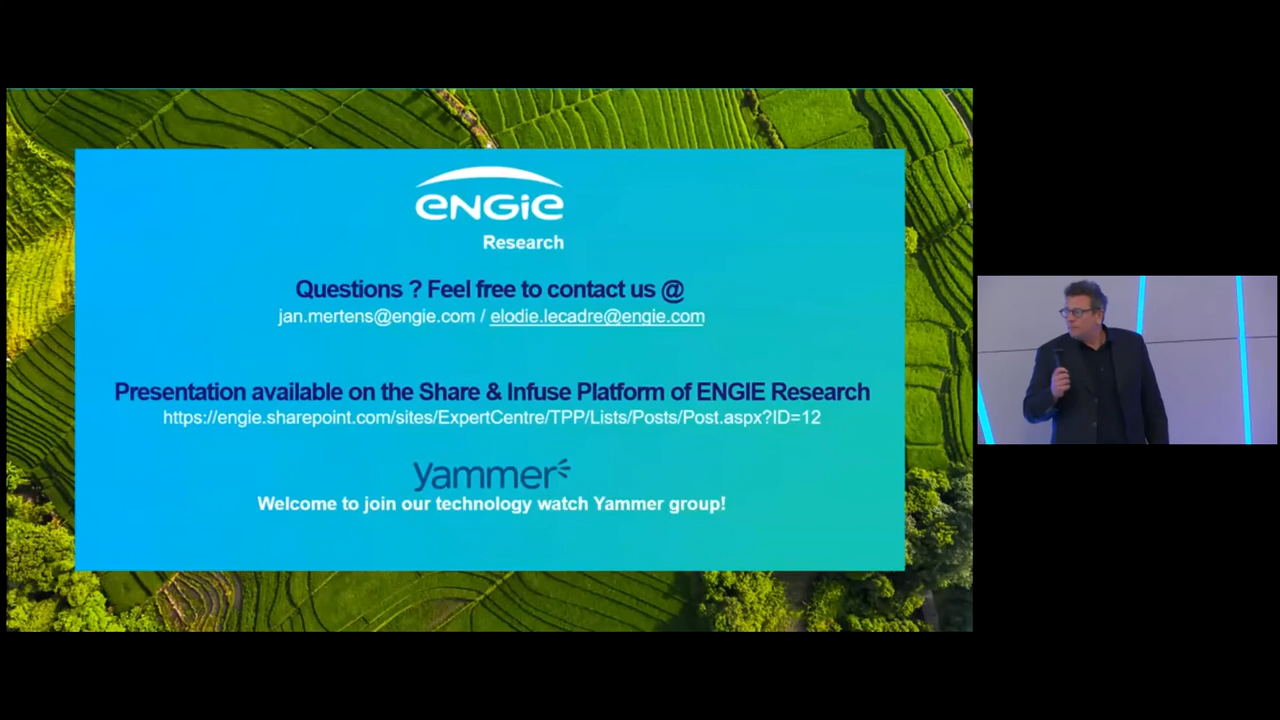 ENGIE
Research
Questions ? Feel free to contact us @
jan.mertens@engie.com / elodie.lecadre@engie.com
Presentation available on the Share & Infuse Platform of ENGIE Research
https://engie.sharepoint.com/sites/ExpertCentre/TPP/Lists/Posts/Post.aspx?ID=12
yammer
Welcome to join our technology watch Yammer group!